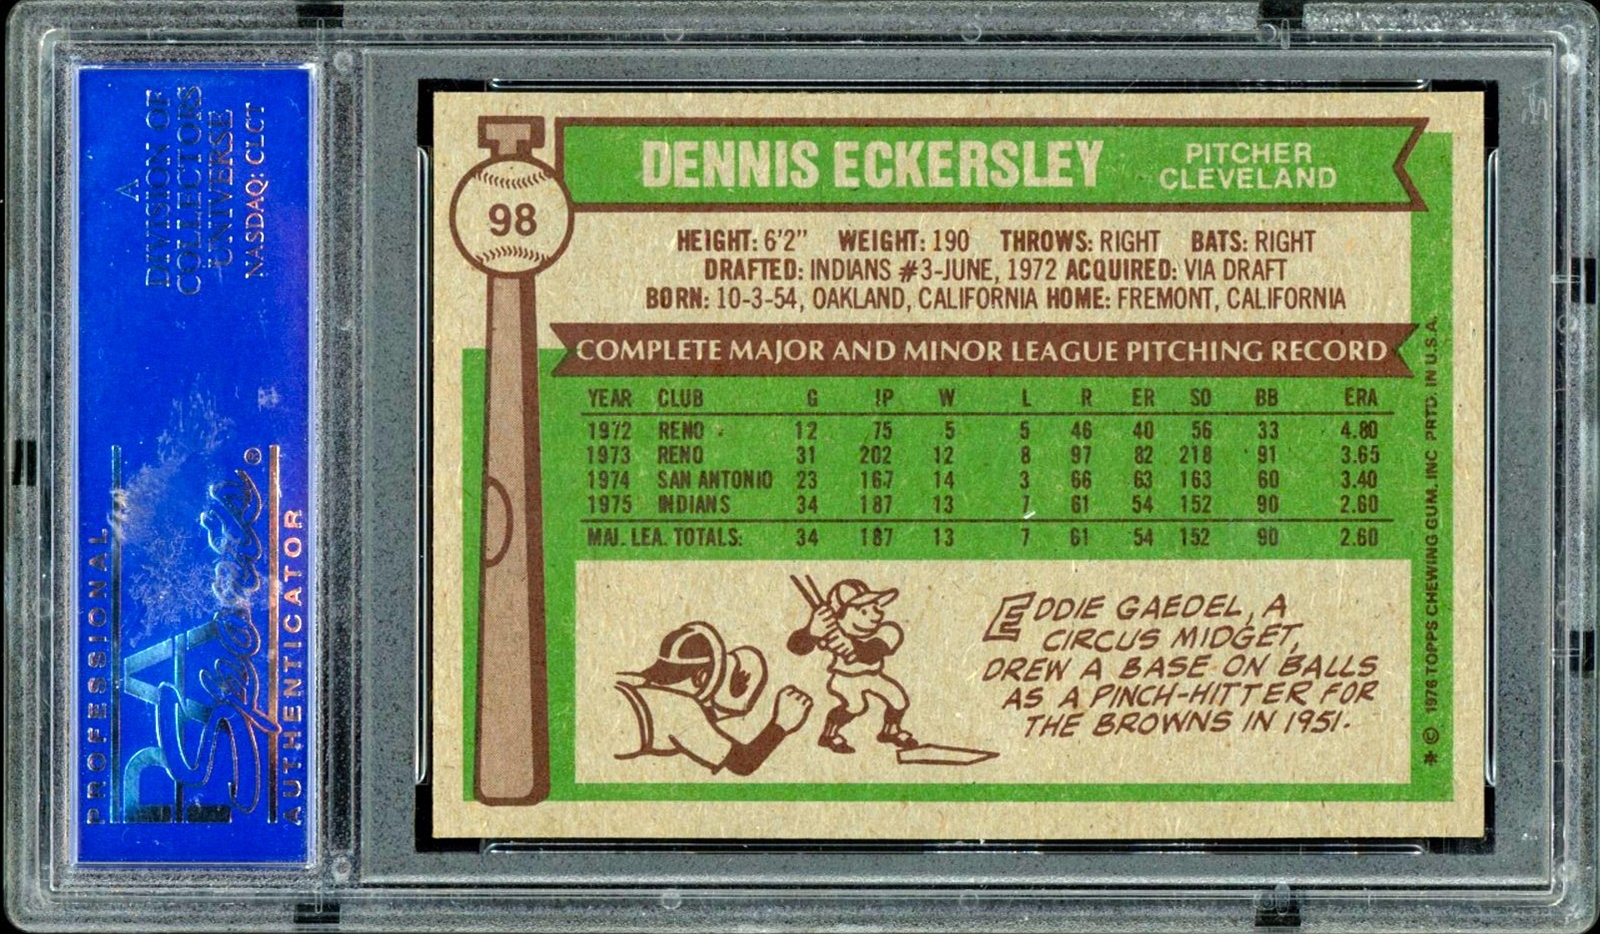 A
DIVISION OF
COLLECTORS
UNIVERSE
NASDAQ: CLCT
PROFESSIONAL
PSA
Sports®
AUTHENTICATOR
98
DENNIS ECKERSLEY
PITCHER
CLEVELAND
HEIGHT: 6'2" WEIGHT: 190 THROWS: RIGHT BATS: RIGHT
DRAFTED: INDIANS #3-JUNE, 1972 ACQUIRED: VIA DRAFT
BORN: 10-3-54, OAKLAND, CALIFORNIA HOME: FREMONT, CALIFORNIA
COMPLETE MAJOR AND MINOR LEAGUE PITCHING RECORD
YEAR CLUB G IP W L R ER SO BB ERA
1972 RENO 12 75 5 5 46 40 56 33 4.80
1973 RENO 31 202 12 8 97 82 218 91 3.65
1974 SAN ANTONIO 23 167 14 3 66 63 163 60 3.40
1975 INDIANS 34 187 13 7 61 54 152 90 2.60
MAJ. LEA. TOTALS: 34 187 13 7 61 54 152 90 2.60
EDDIE GAEDEL, A
CIRCUS MIDGET,
DREW A BASE ON BALLS
AS A PINCH-HITTER FOR
THE BROWNS IN 1951.
* © 1976 TOPPS CHEWING GUM, INC PRTD. IN U.S.A.